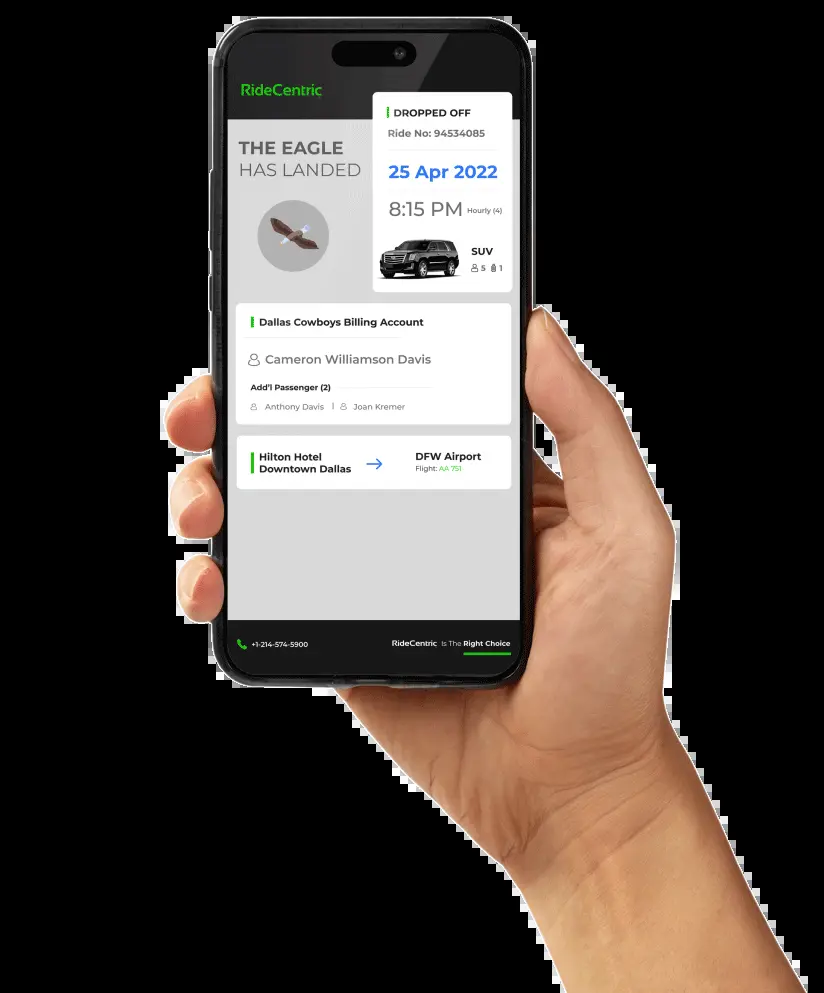 RideCentric
THE EAGLE
HAS LANDED
DROPPED OFF
Ride No: 94534085
25 Apr 2022
8:15 PM Hourly (4)
SUV
5 1
Dallas Cowboys Billing Account
Cameron Williamson Davis
Add'l Passenger (2)
Anthony Davis | Joan Kremer
Hilton Hotel
Downtown Dallas
DFW Airport
Flight: AA 751
+1-214-574-5900
RideCentric Is The Right Choice